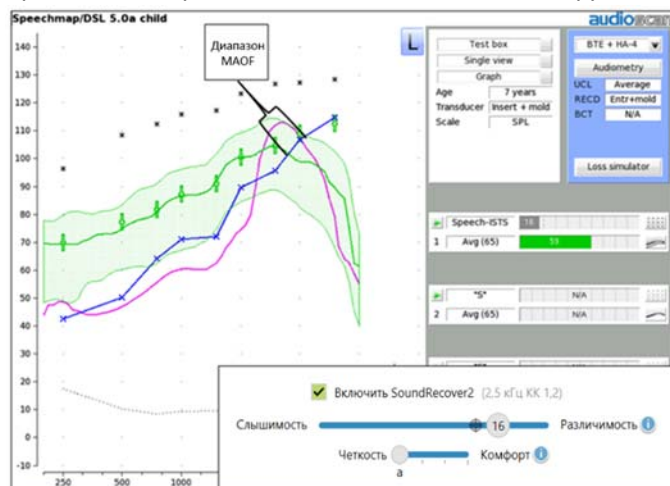 Speechmap/DSL 5.0a child
audioscan
Диапазон
MAOF
L
Test box
Single view
Graph
Age 7 years
Transducer Insert + mold
Scale SPL
BTE + HA-4
Audiometry
UCL Average
RECD Entr+mold
BCT N/A
Loss simulator
140
130
120
110
100
90
80
70
60
50
40
30
20
10
0
-10
250 500 1000
Speech-ISTS 16
1 Avg (65) 59
"S" N/A
2 Avg (65)
N/A
Включить SoundRecover2 (2,5 кГц КК 1,2)
Слышимость 16 Различимость i
Четкость Комфорт i
a